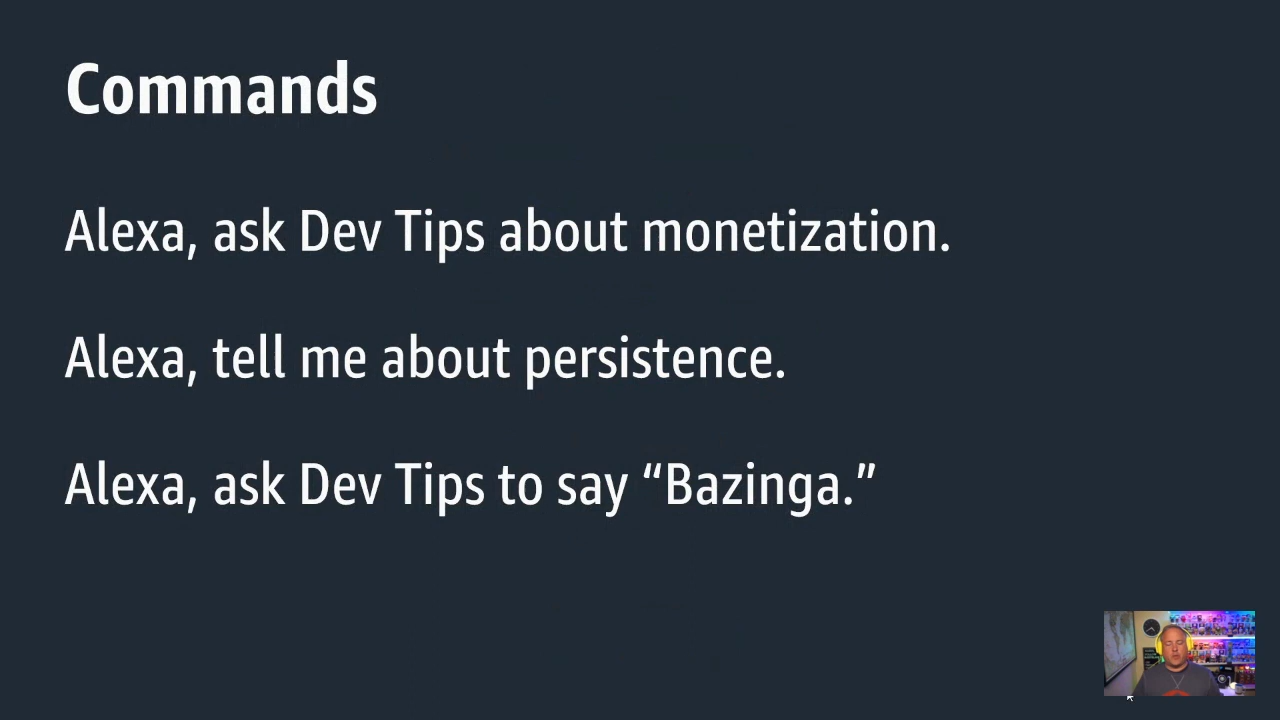 Commands
Alexa, ask Dev Tips about monetization.
Alexa, tell me about persistence.
Alexa, ask Dev Tips to say “Bazinga.”